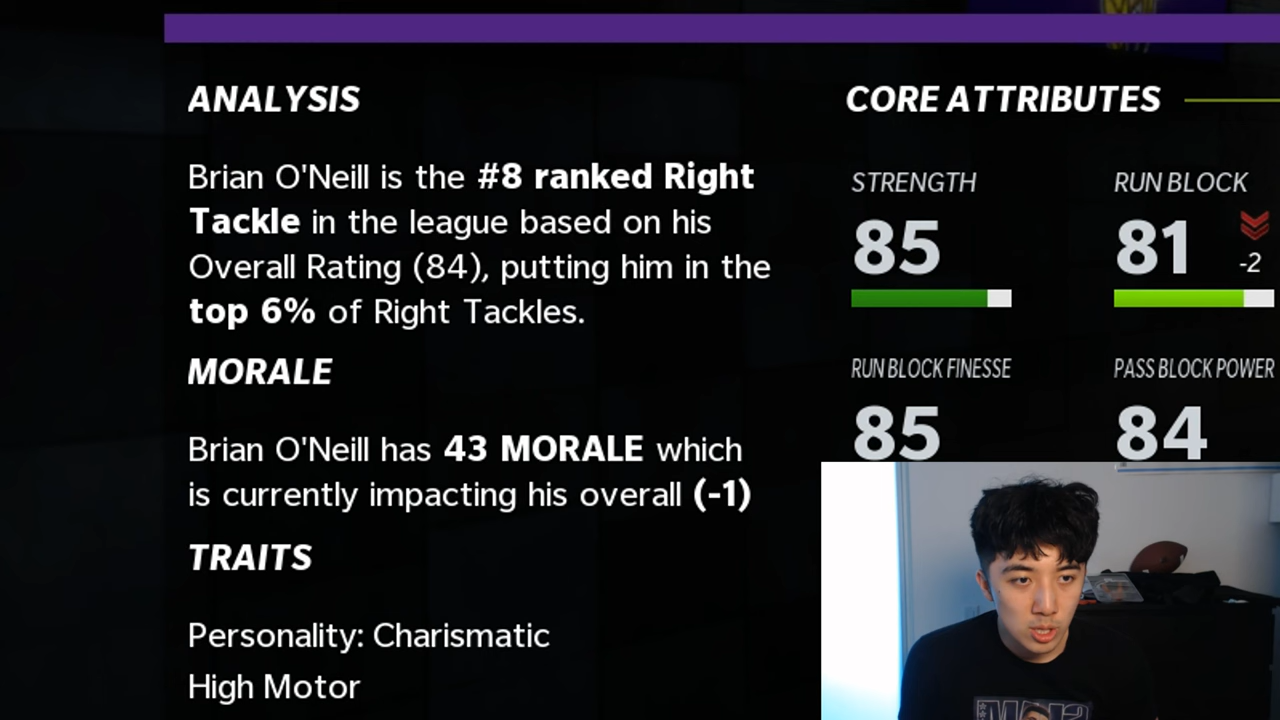 ANALYSIS
Brian O'Neill is the #8 ranked Right
Tackle in the league based on his
Overall Rating (84), putting him in the
top 6% of Right Tackles.
MORALE
Brian O'Neill has 43 MORALE which
is currently impacting his overall (-1)
TRAITS
Personality: Charismatic
High Motor
CORE ATTRIBUTES
STRENGTH
85
RUN BLOCK
81
-2
RUN BLOCK FINESSE
85
PASS BLOCK POWER
84